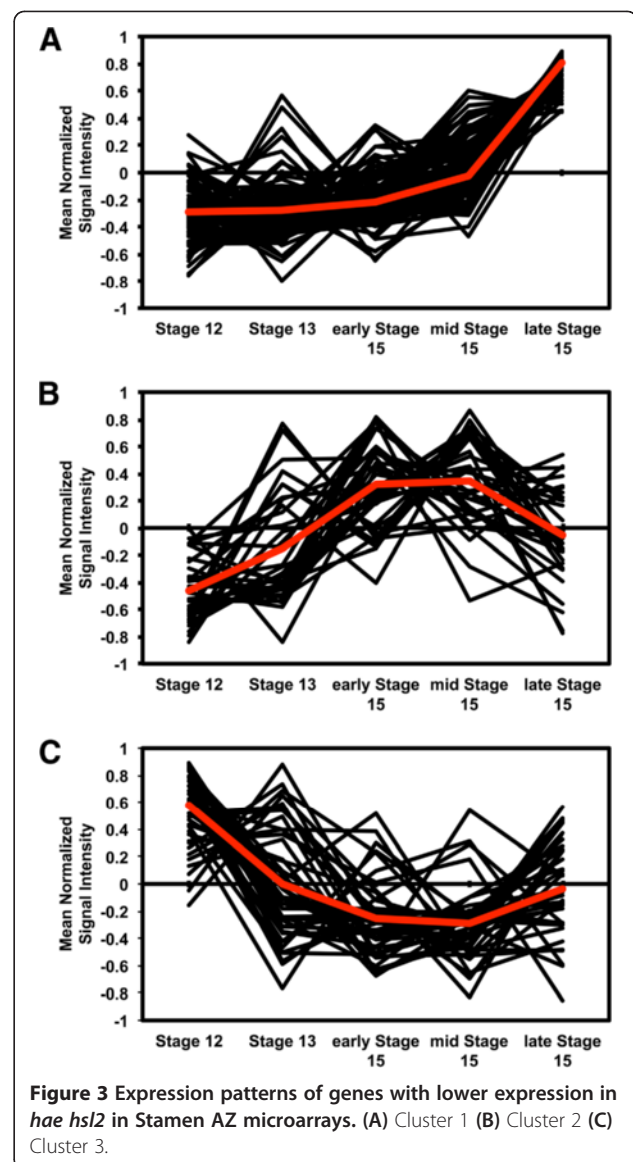 A
Mean Normalized
Signal Intensity
1
0.8
0.6
0.4
0.2
0
-0.2
-0.4
-0.6
-0.8
-1
Stage 12 Stage 13 early Stage mid Stage late Stage
15 15 15
B
Mean Normalized
Signal Intensity
1
0.8
0.6
0.4
0.2
0
-0.2
-0.4
-0.6
-0.8
-1
Stage 12 Stage 13 early Stage mid Stage late Stage
15 15 15
C
Mean Normalized
Signal Intensity
1
0.8
0.6
0.4
0.2
0
-0.2
-0.4
-0.6
-0.8
-1
Stage 12 Stage 13 early Stage mid Stage late Stage
15 15 15
Figure 3 Expression patterns of genes with lower expression in
hae hsl2 in Stamen AZ microarrays. (A) Cluster 1 (B) Cluster 2 (C)
Cluster 3.